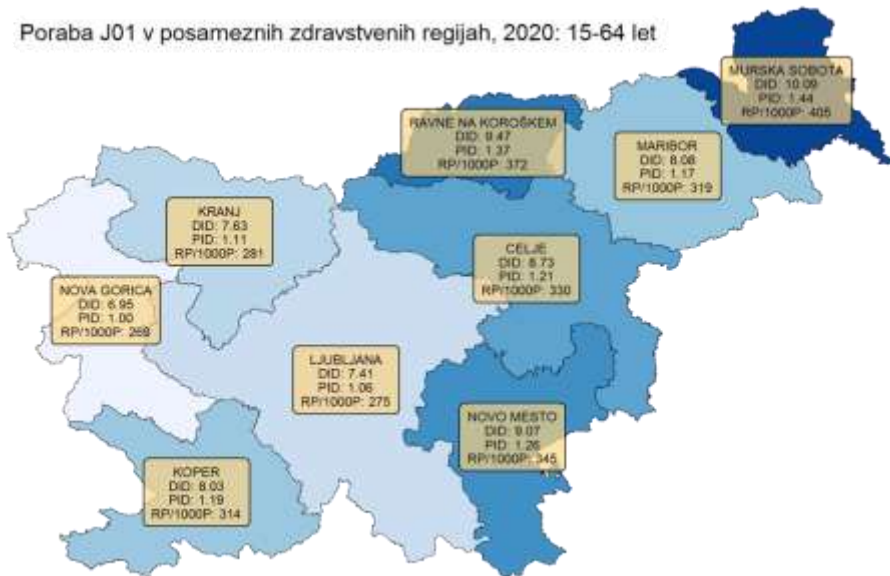 Poraba J01 v posameznih zdravstvenih regijah, 2020: 15-64 let
MURSKA SOBOTA
DID: 10.09
PID: 1.44
RP/1000P: 405
RAVNE NA KOROŠKEM
DID: 9.47
PID: 1.37
RP/1000P: 372
MARIBOR
DID: 8.08
PID: 1.17
RP/1000P: 319
KRANJ
DID: 7.63
PID: 1.11
RP/1000P: 281
CELJE
DID: 8.73
PID: 1.21
RP/1000P: 330
NOVA GORICA
DID: 6.95
PID: 1.00
RP/1000P: 268
LJUBLJANA
DID: 7.41
PID: 1.06
RP/1000P: 275
NOVO MESTO
DID: 9.07
PID: 1.26
RP/1000P: 345
KOPER
DID: 8.03
PID: 1.19
RP/1000P: 314